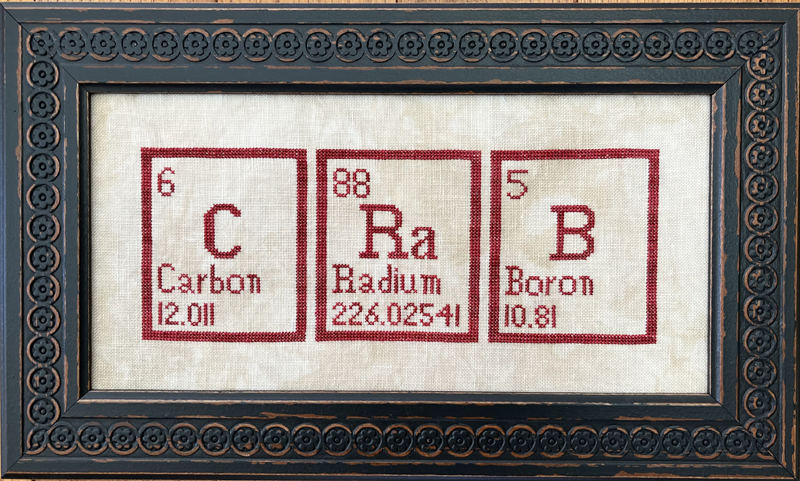 6
C
Carbon
12.011
88
Ra
Radium
226.02541
5
B
Boron
10.81